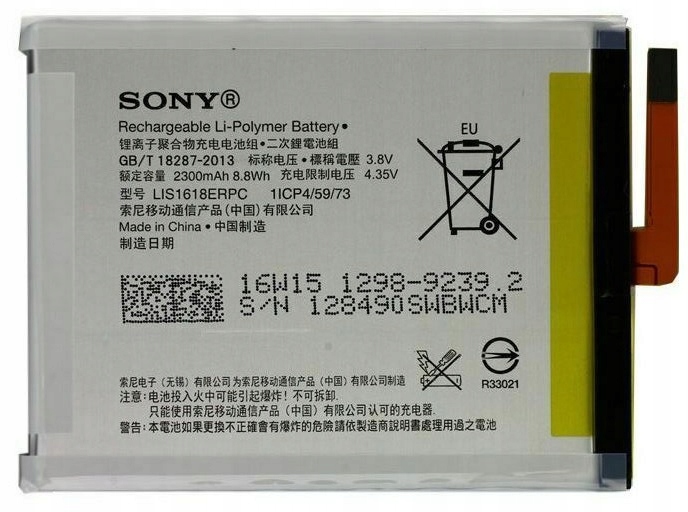 SONY®
Rechargeable Li-Polymer Battery•
锂离子聚合物充电电池组•二次鋰電池組
GB/T 18287-2013 标称电压•標稱電壓 3.8V
额定容量 2300mAh 8.8Wh 充电限制电压 4.35V
型号 LIS1618ERPC 1ICP4/59/73
索尼移动通信产品(中国)有限公司
Made in China • 中國製造
制造日期
EU
16W15 1298-9239.2
S/N 128490SWBWCM
R33021
索尼电子（无锡）有限公司为索尼移动通信产品（中国）有限公司制造
注意: 电池投入火中可能引起爆炸! 不可拆卸.
只能使用索尼移动通信产品（中国）有限公司认可的充电器.
警告: 本電池如果更換不正確會有爆炸的危險請依製造商說明書處理用過之電池